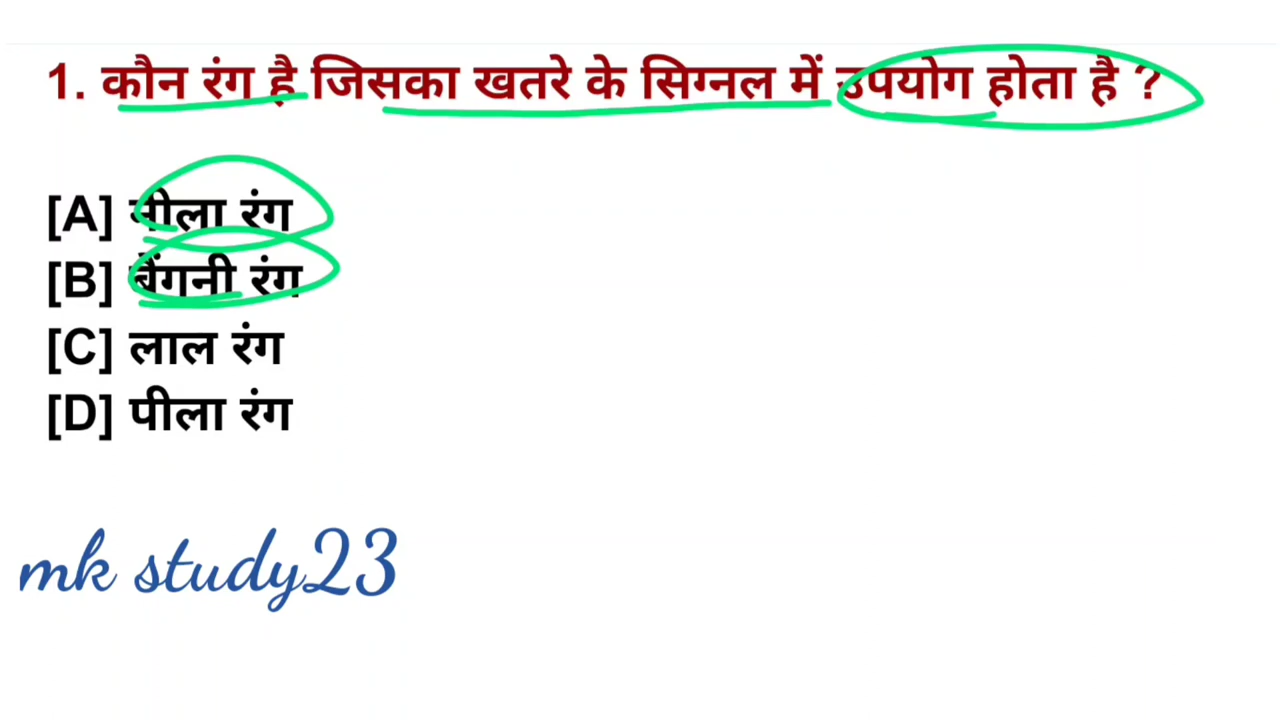 1. कौन रंग है जिसका खतरे के सिग्नल में उपयोग होता है ?
[A] नीला रंग
[B] बैंगनी रंग
[C] लाल रंग
[D] पीला रंग
mk study23